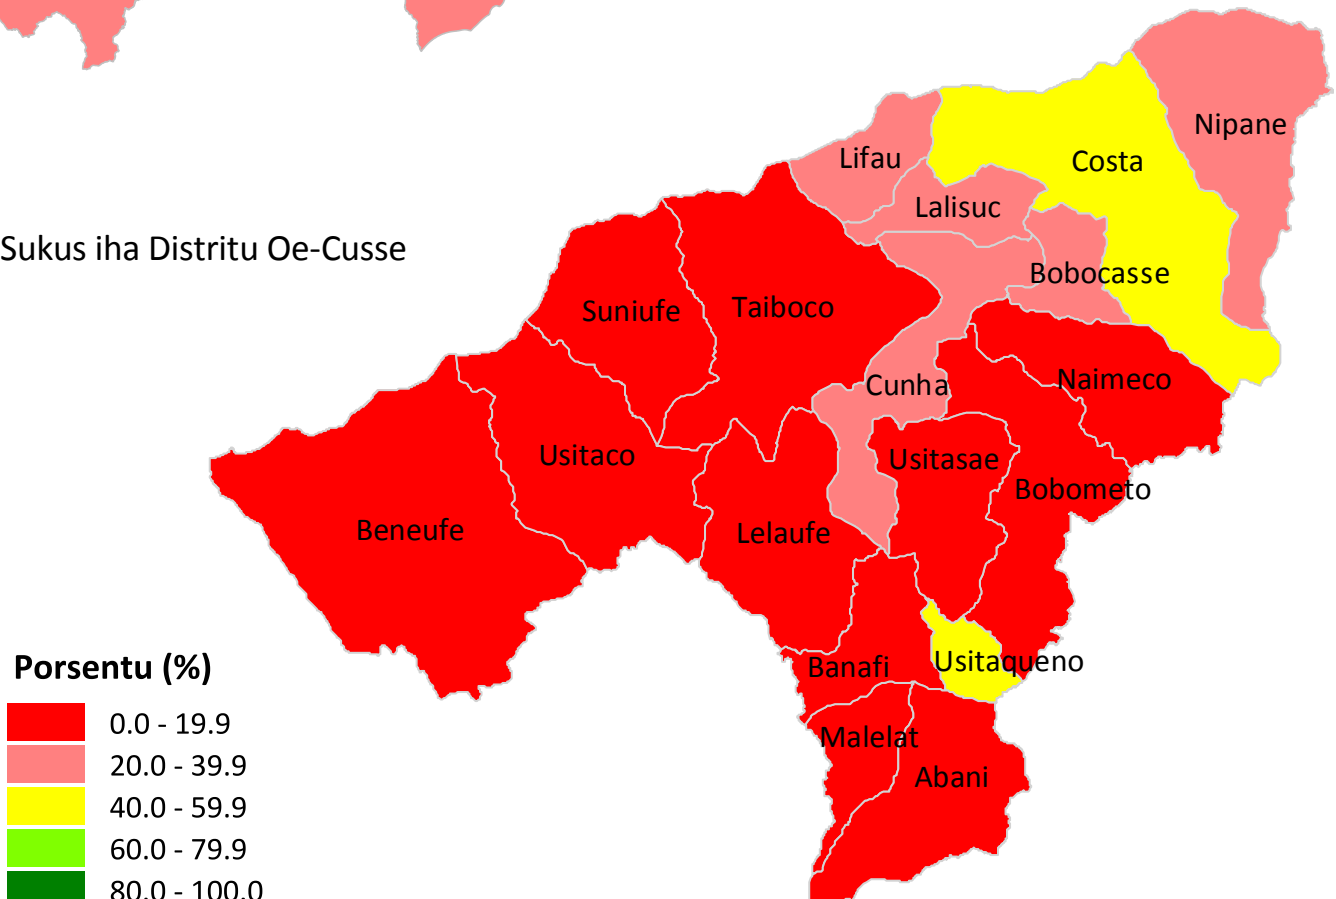 Nipane
Lifau
Costa
Lalisuc
Sukus iha Distritu Oe-Cusse
Bobocasse
Suniufe
Taiboco
Cunha
Naimeco
Usitaco
Usitasae
Bobometo
Beneufe
Lelaufe
Usitaqueno
Banafi
Malelat
Abani
Porsentu (%)
0.0 - 19.9
20.0 - 39.9
40.0 - 59.9
60.0 - 79.9
80.0 - 100.0